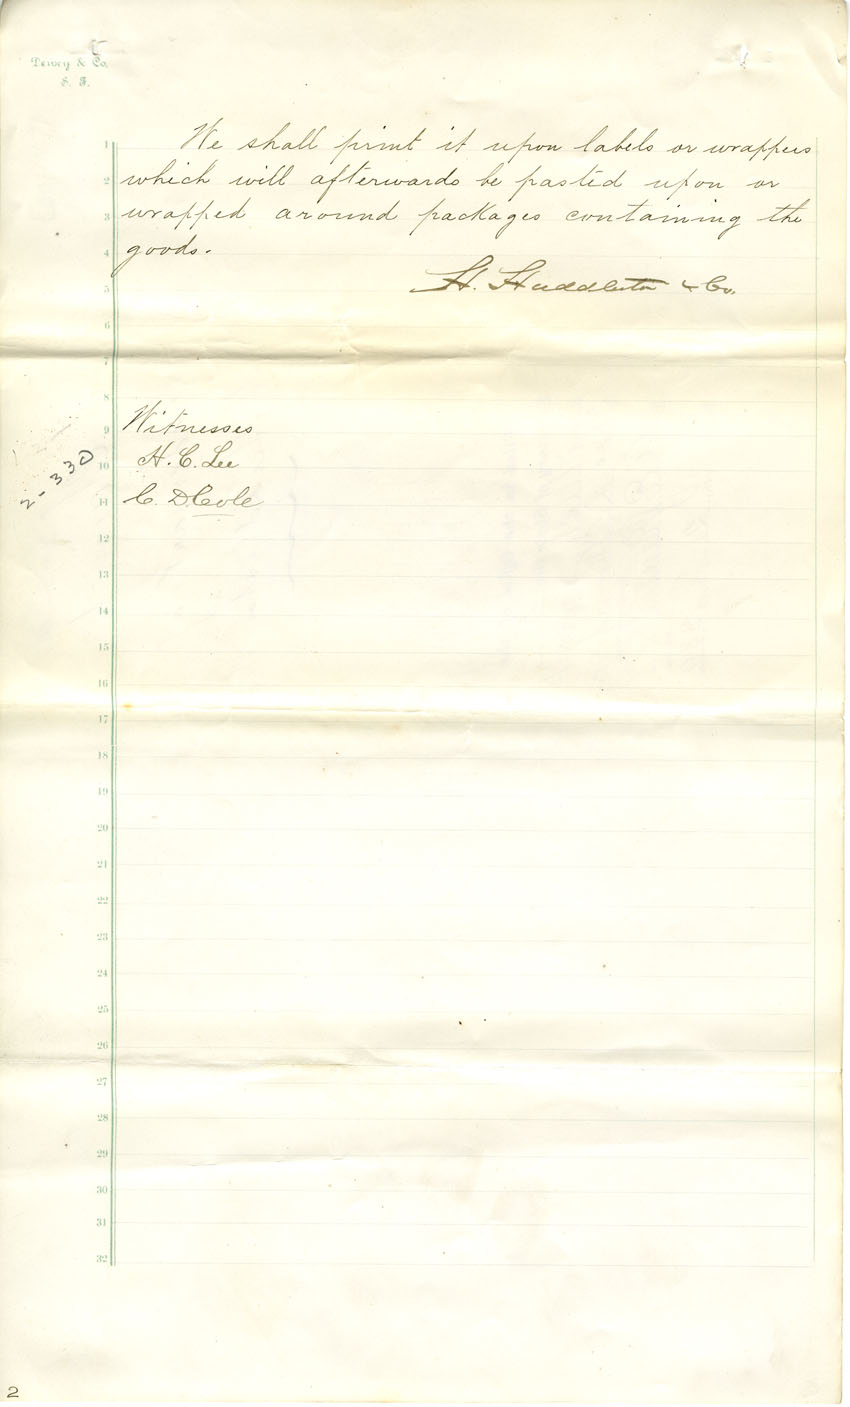 Dewey & Co.
S. F.
1 We shall print it upon labels or wrappers
2 which will afterwards be pasted upon or
3 wrapped around packages containing the
4 goods.
5 H. Huddleston & Co.
6
7
8
9 Witnesses
10 H. C. Lee
11 C. D. Cole
2-330
12
13
14
15
16
17
18
19
20
21
22
23
24
25
26
27
28
29
30
31
32
2